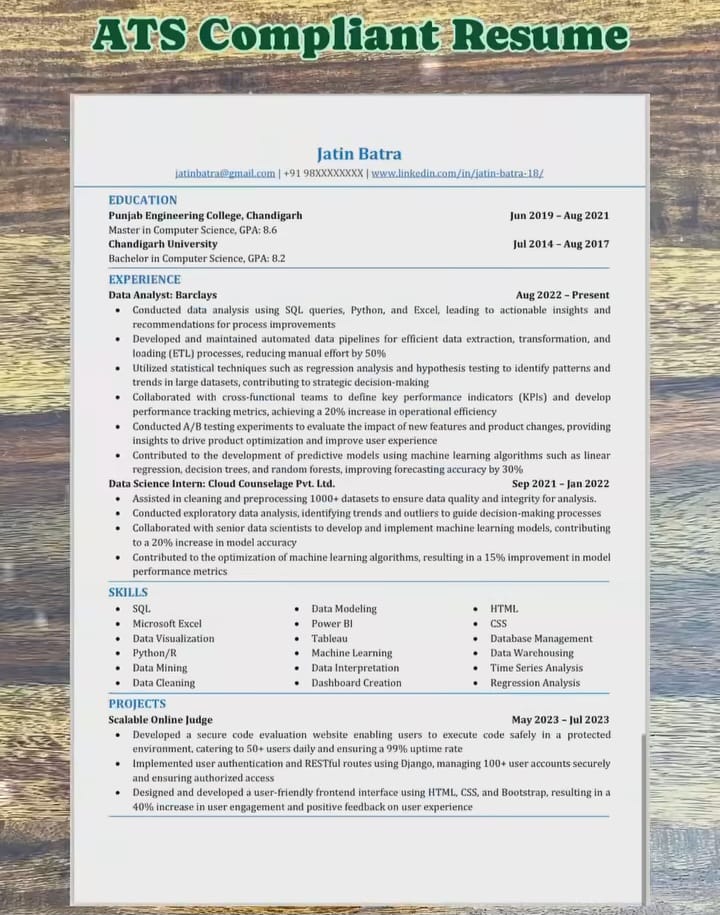 ATS Compliant Resume
Jatin Batra
jatinbatra@gmail.com | +91 98XXXXXXXX | www.linkedin.com/in/jatin-batra-18/
EDUCATION
Punjab Engineering College, Chandigarh Jun 2019 – Aug 2021
Master in Computer Science, GPA: 8.6
Chandigarh University Jul 2014 – Aug 2017
Bachelor in Computer Science, GPA: 8.2
EXPERIENCE
Data Analyst: Barclays Aug 2022 – Present
• Conducted data analysis using SQL queries, Python, and Excel, leading to actionable insights and
recommendations for process improvements
• Developed and maintained automated data pipelines for efficient data extraction, transformation, and
loading (ETL) processes, reducing manual effort by 50%
• Utilized statistical techniques such as regression analysis and hypothesis testing to identify patterns and
trends in large datasets, contributing to strategic decision-making
• Collaborated with cross-functional teams to define key performance indicators (KPIs) and develop
performance tracking metrics, achieving a 20% increase in operational efficiency
• Conducted A/B testing experiments to evaluate the impact of new features and product changes, providing
insights to drive product optimization and improve user experience
• Contributed to the development of predictive models using machine learning algorithms such as linear
regression, decision trees, and random forests, improving forecasting accuracy by 30%
Data Science Intern: Cloud Counselage Pvt. Ltd. Sep 2021 – Jan 2022
• Assisted in cleaning and preprocessing 1000+ datasets to ensure data quality and integrity for analysis.
• Conducted exploratory data analysis, identifying trends and outliers to guide decision-making processes
• Collaborated with senior data scientists to develop and implement machine learning models, contributing
to a 20% increase in model accuracy
• Contributed to the optimization of machine learning algorithms, resulting in a 15% improvement in model
performance metrics
SKILLS
• SQL • Data Modeling • HTML
• Microsoft Excel • Power BI • CSS
• Data Visualization • Tableau • Database Management
• Python/R • Machine Learning • Data Warehousing
• Data Mining • Data Interpretation • Time Series Analysis
• Data Cleaning • Dashboard Creation • Regression Analysis
PROJECTS
Scalable Online Judge May 2023 – Jul 2023
• Developed a secure code evaluation website enabling users to execute code safely in a protected
environment, catering to 50+ users daily and ensuring a 99% uptime rate
• Implemented user authentication and RESTful routes using Django, managing 100+ user accounts securely
and ensuring authorized access
• Designed and developed a user-friendly frontend interface using HTML, CSS, and Bootstrap, resulting in a
40% increase in user engagement and positive feedback on user experience